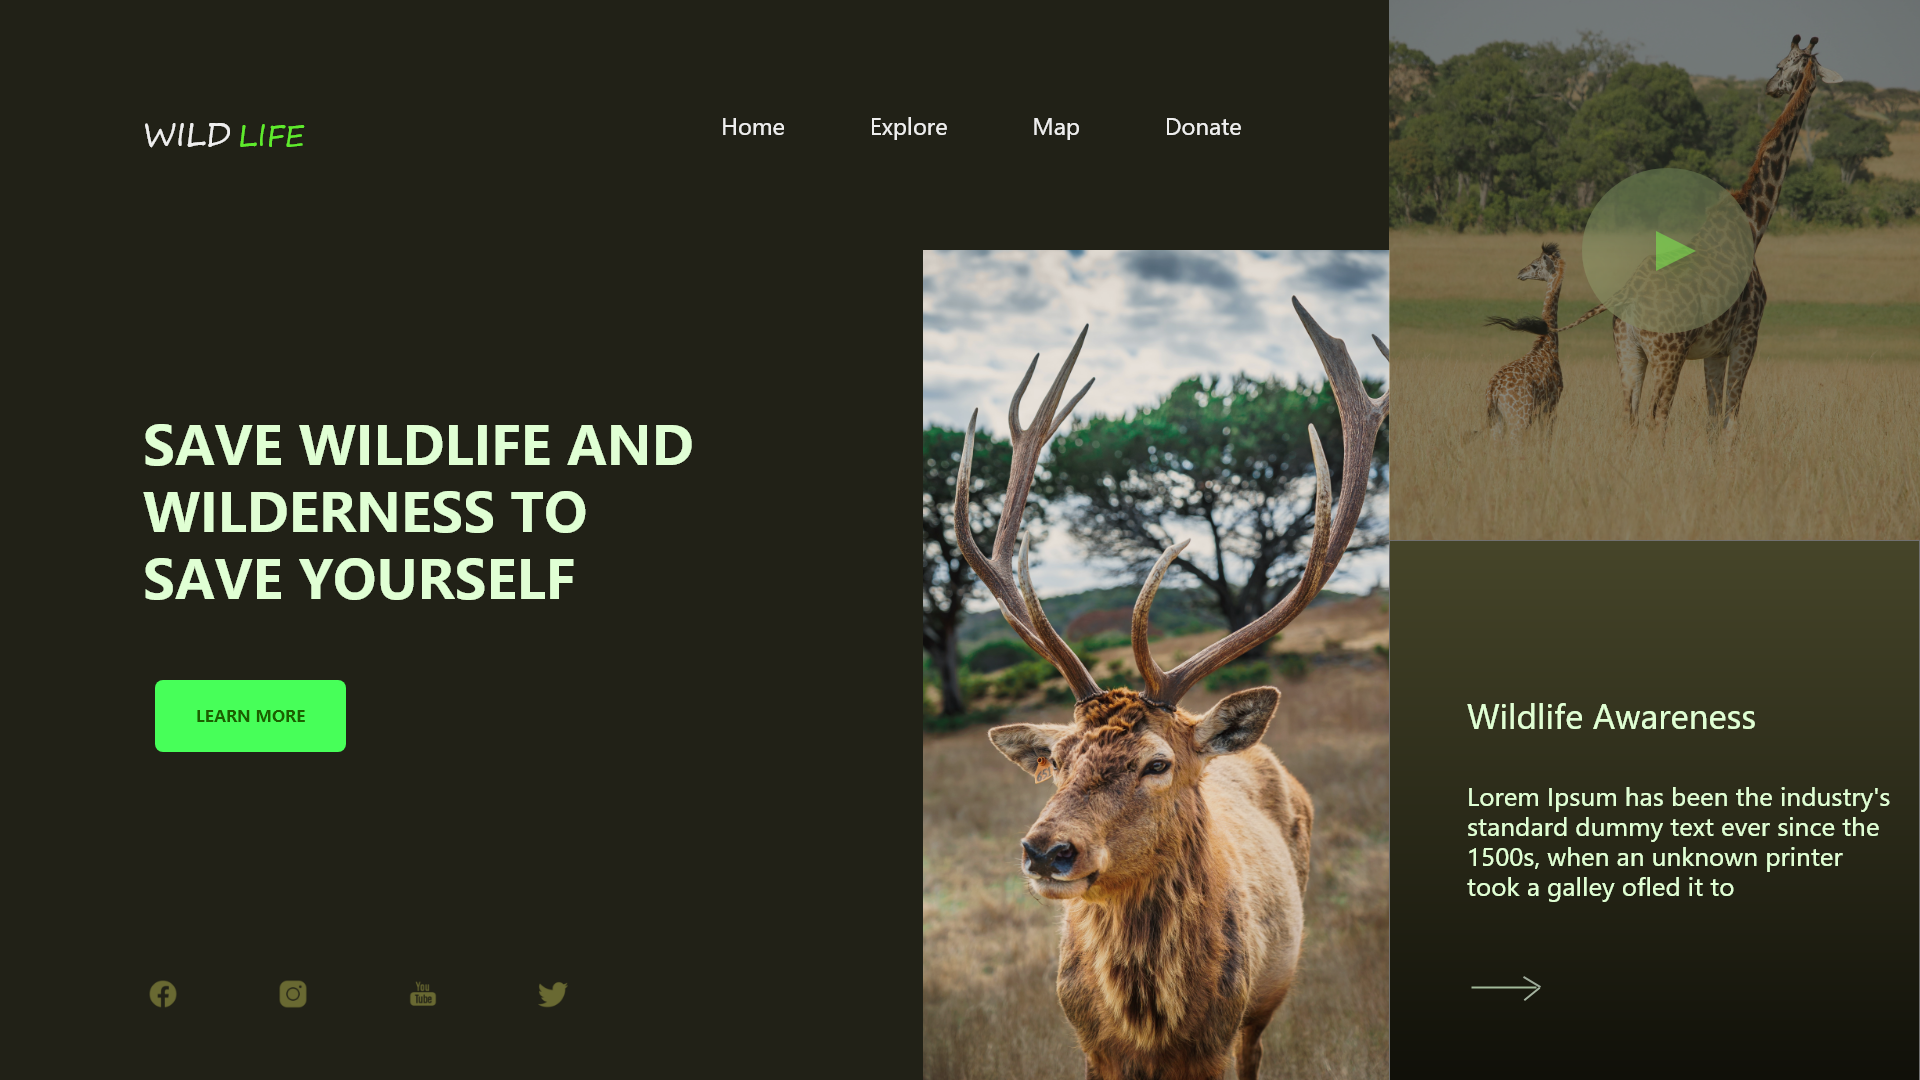 WILD LIFE
Home Explore Map Donate
SAVE WILDLIFE AND
WILDERNESS TO
SAVE YOURSELF
LEARN MORE
Wildlife Awareness
Lorem Ipsum has been the industry's
standard dummy text ever since the
1500s, when an unknown printer
took a galley ofled it to
You
Tube